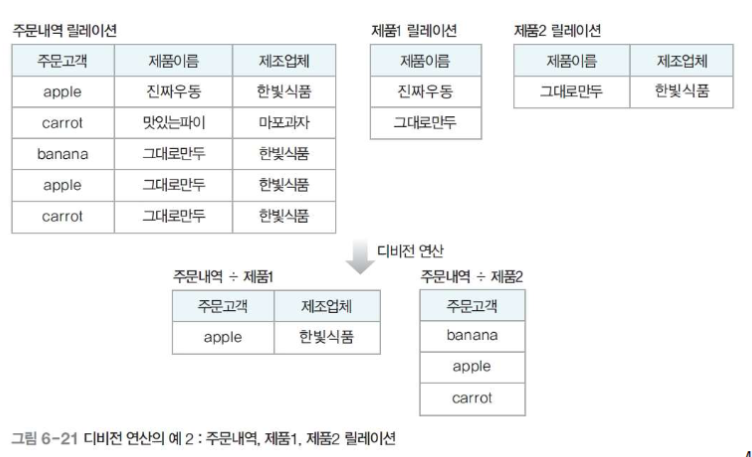 주문내역 릴레이션
주문고객 제품이름 제조업체
apple 진짜우동 한빛식품
carrot 맛있는파이 마포과자
banana 그대로만두 한빛식품
apple 그대로만두 한빛식품
carrot 그대로만두 한빛식품
제품1 릴레이션
제품이름
진짜우동
그대로만두
제품2 릴레이션
제품이름 제조업체
그대로만두 한빛식품
디비전 연산
주문내역 ÷ 제품1
주문고객 제조업체
apple 한빛식품
주문내역 ÷ 제품2
주문고객
banana
apple
carrot
그림 6-21 디비전 연산의 예 2 : 주문내역, 제품1, 제품2 릴레이션